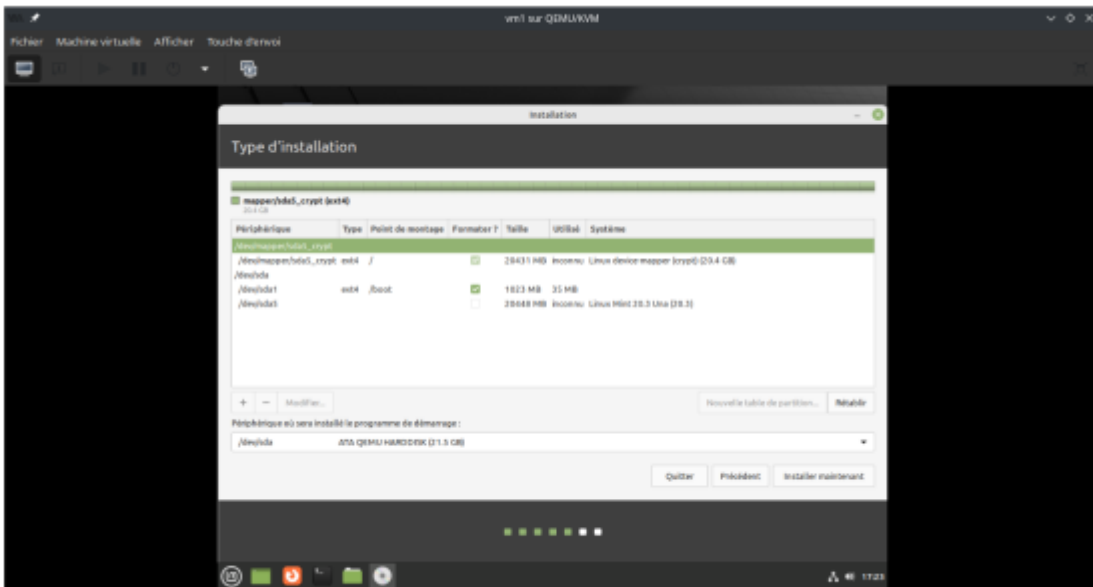 vm1 sur QEMU/KVM
Fichier Machine virtuelle Afficher Touche d'envoi
Installation
Type d'installation
mapper/sda5_crypt (ext4)
20.4 GB
Périphérique Type Point de montage Formater ? Taille Utilisé Système
/dev/mapper/sda5_crypt
/dev/mapper/sda5_crypt ext4 / 20431 MB inconnu Linux device mapper (crypt) (20.4 GB)
/dev/sda
/dev/sda1 ext4 /boot 1023 MB 35 MB
/dev/sda5 20448 MB inconnu Linux Mint 20.3 Una (20.3)
+ - Modifier... Nouvelle table de partition... Rétablir
Périphérique où sera installé le programme de démarrage :
/dev/sda ATA QEMU HARDDISK (21.5 GB)
Quitter Précédent Installer maintenant
17:23